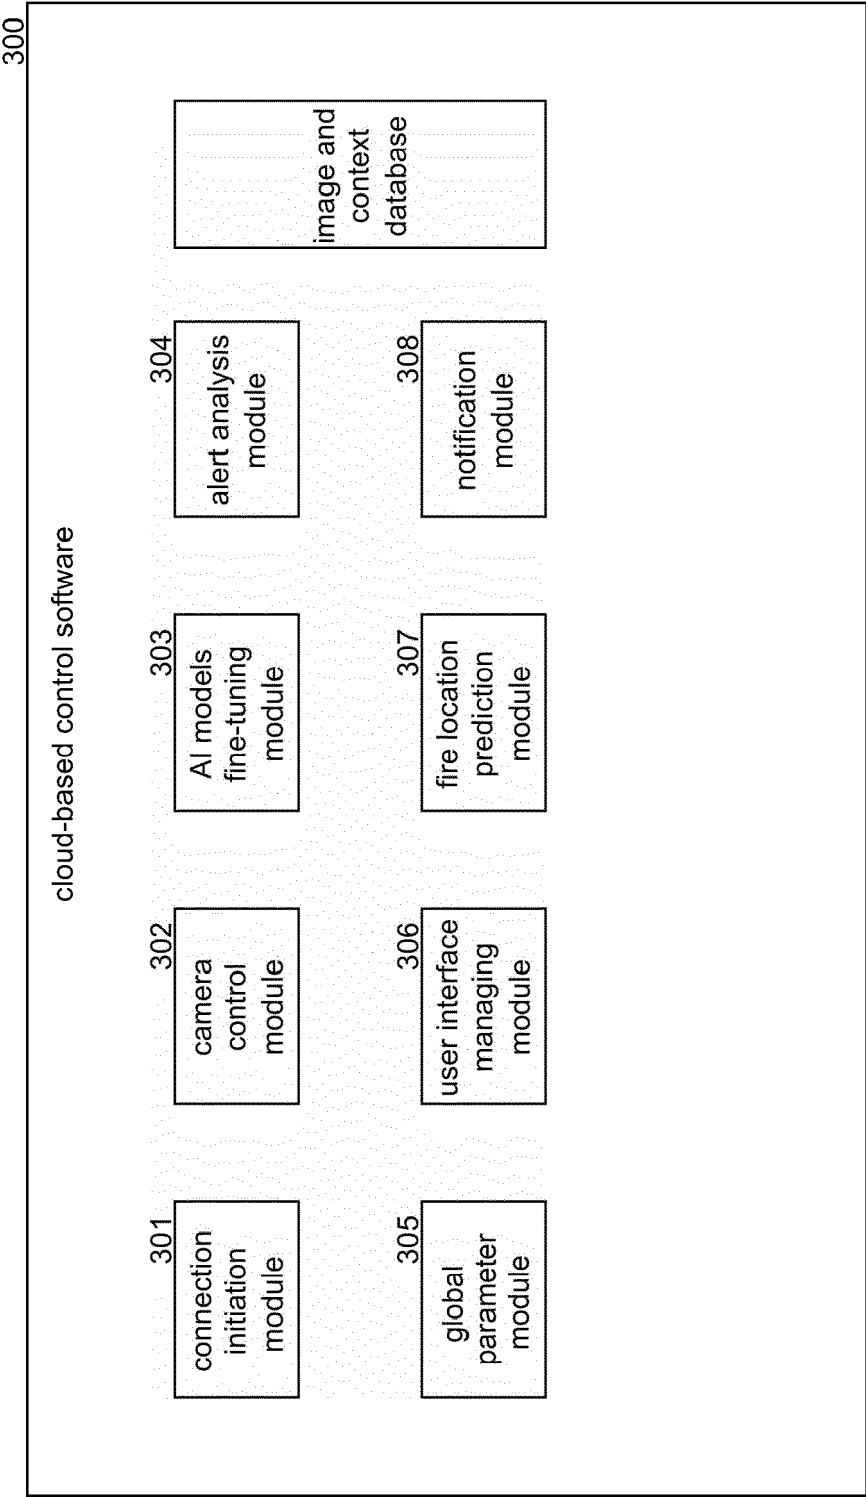 300
cloud-based control software
301
connection
initiation
module
302
camera
control
module
303
AI models
fine-tuning
module
304
alert analysis
module
image and
context
database
305
global
parameter
module
306
user interface
managing
module
307
fire location
prediction
module
308
notification
module